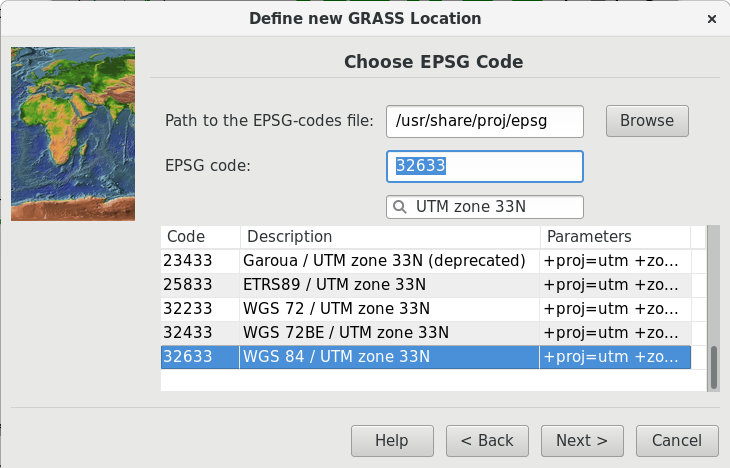 Define new GRASS Location ×
Choose EPSG Code
Path to the EPSG-codes file: /usr/share/proj/epsg Browse
EPSG code: 32633
UTM zone 33N
Code Description Parameters
23433 Garoua / UTM zone 33N (deprecated) +proj=utm +zo...
25833 ETRS89 / UTM zone 33N +proj=utm +zo...
32233 WGS 72 / UTM zone 33N +proj=utm +zo...
32433 WGS 72BE / UTM zone 33N +proj=utm +zo...
32633 WGS 84 / UTM zone 33N +proj=utm +zo...
Help < Back Next > Cancel